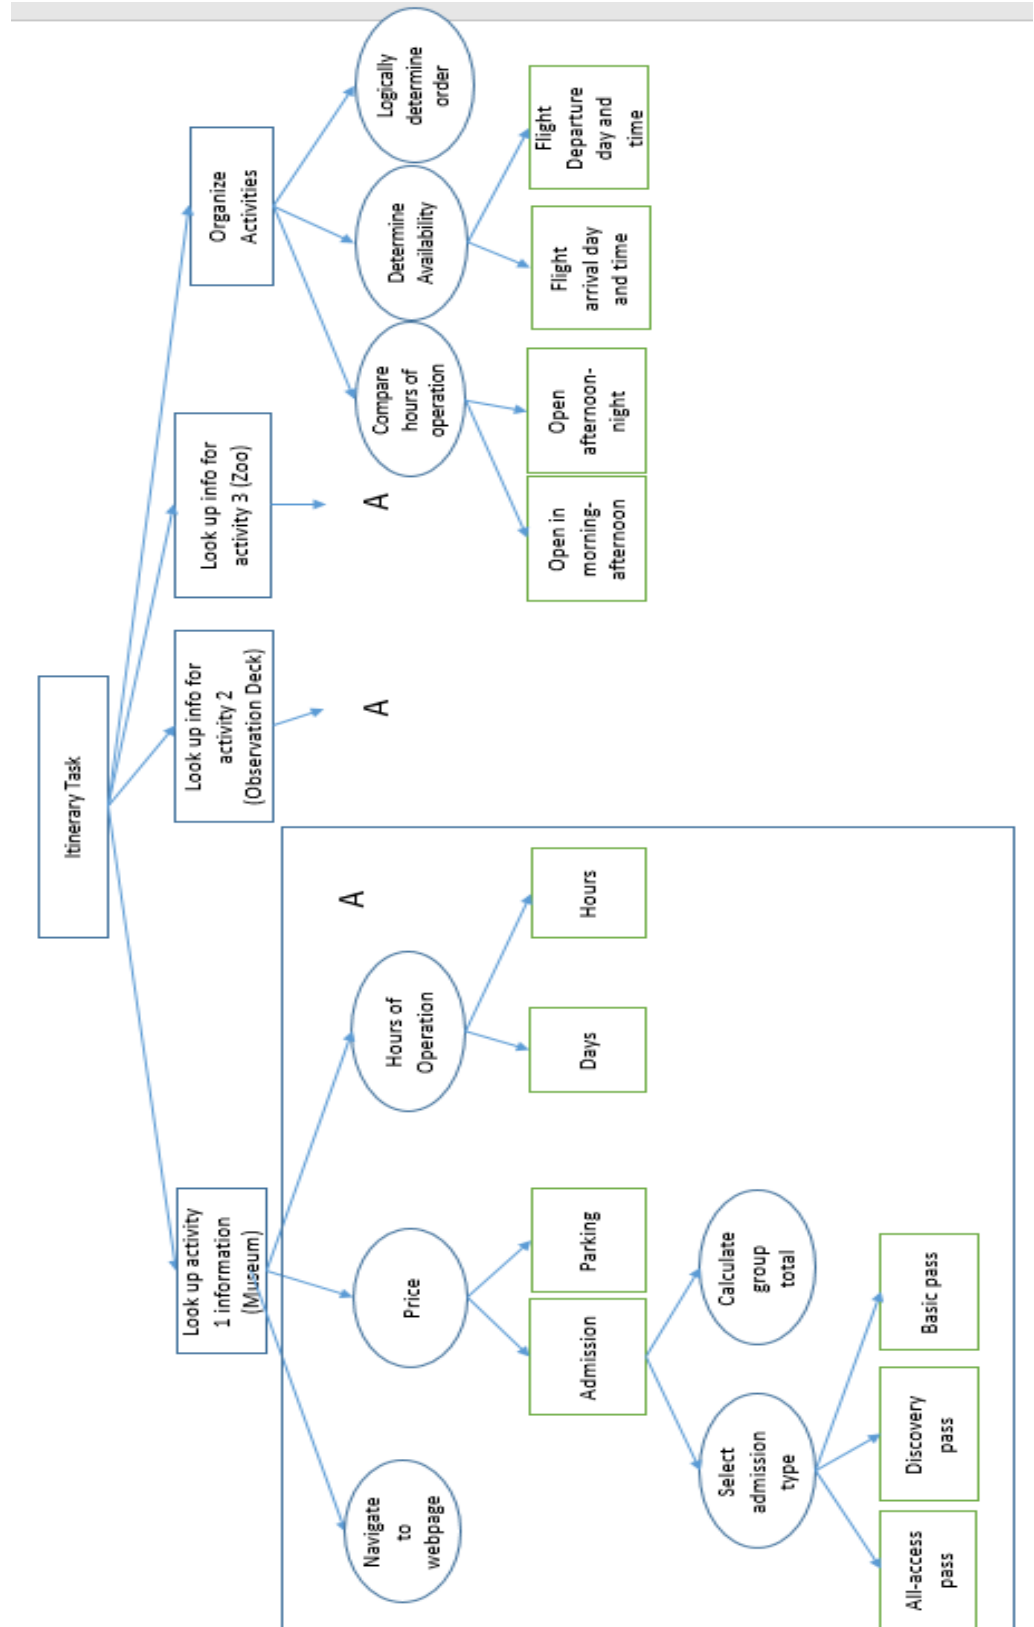 Itinerary Task
Look up activity
1 information
(Museum)
Look up info for
activity 2
(Observation Deck)
Look up info for
activity 3 (Zoo)
Organize
Activities
Navigate
to
webpage
Price
Hours of
Operation
A
A
A
Compare
hours of
operation
Determine
Availability
Logically
determine
order
Admission
Parking
Days
Hours
Open in
morning-
afternoon
Open
afternoon-
night
Flight
arrival day
and time
Flight
Departure
day and
time
Select
admission
type
Calculate
group
total
All-access
pass
Discovery
pass
Basic pass